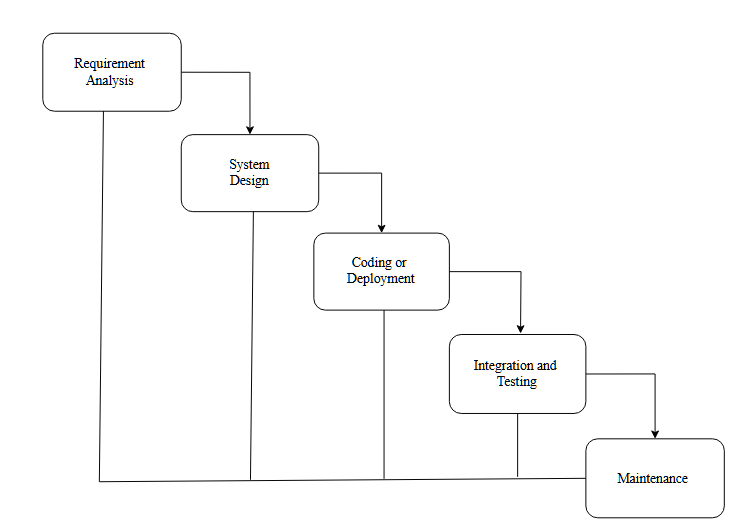 Requirement
Analysis
System
Design
Coding or
Deployment
Integration and
Testing
Maintenance